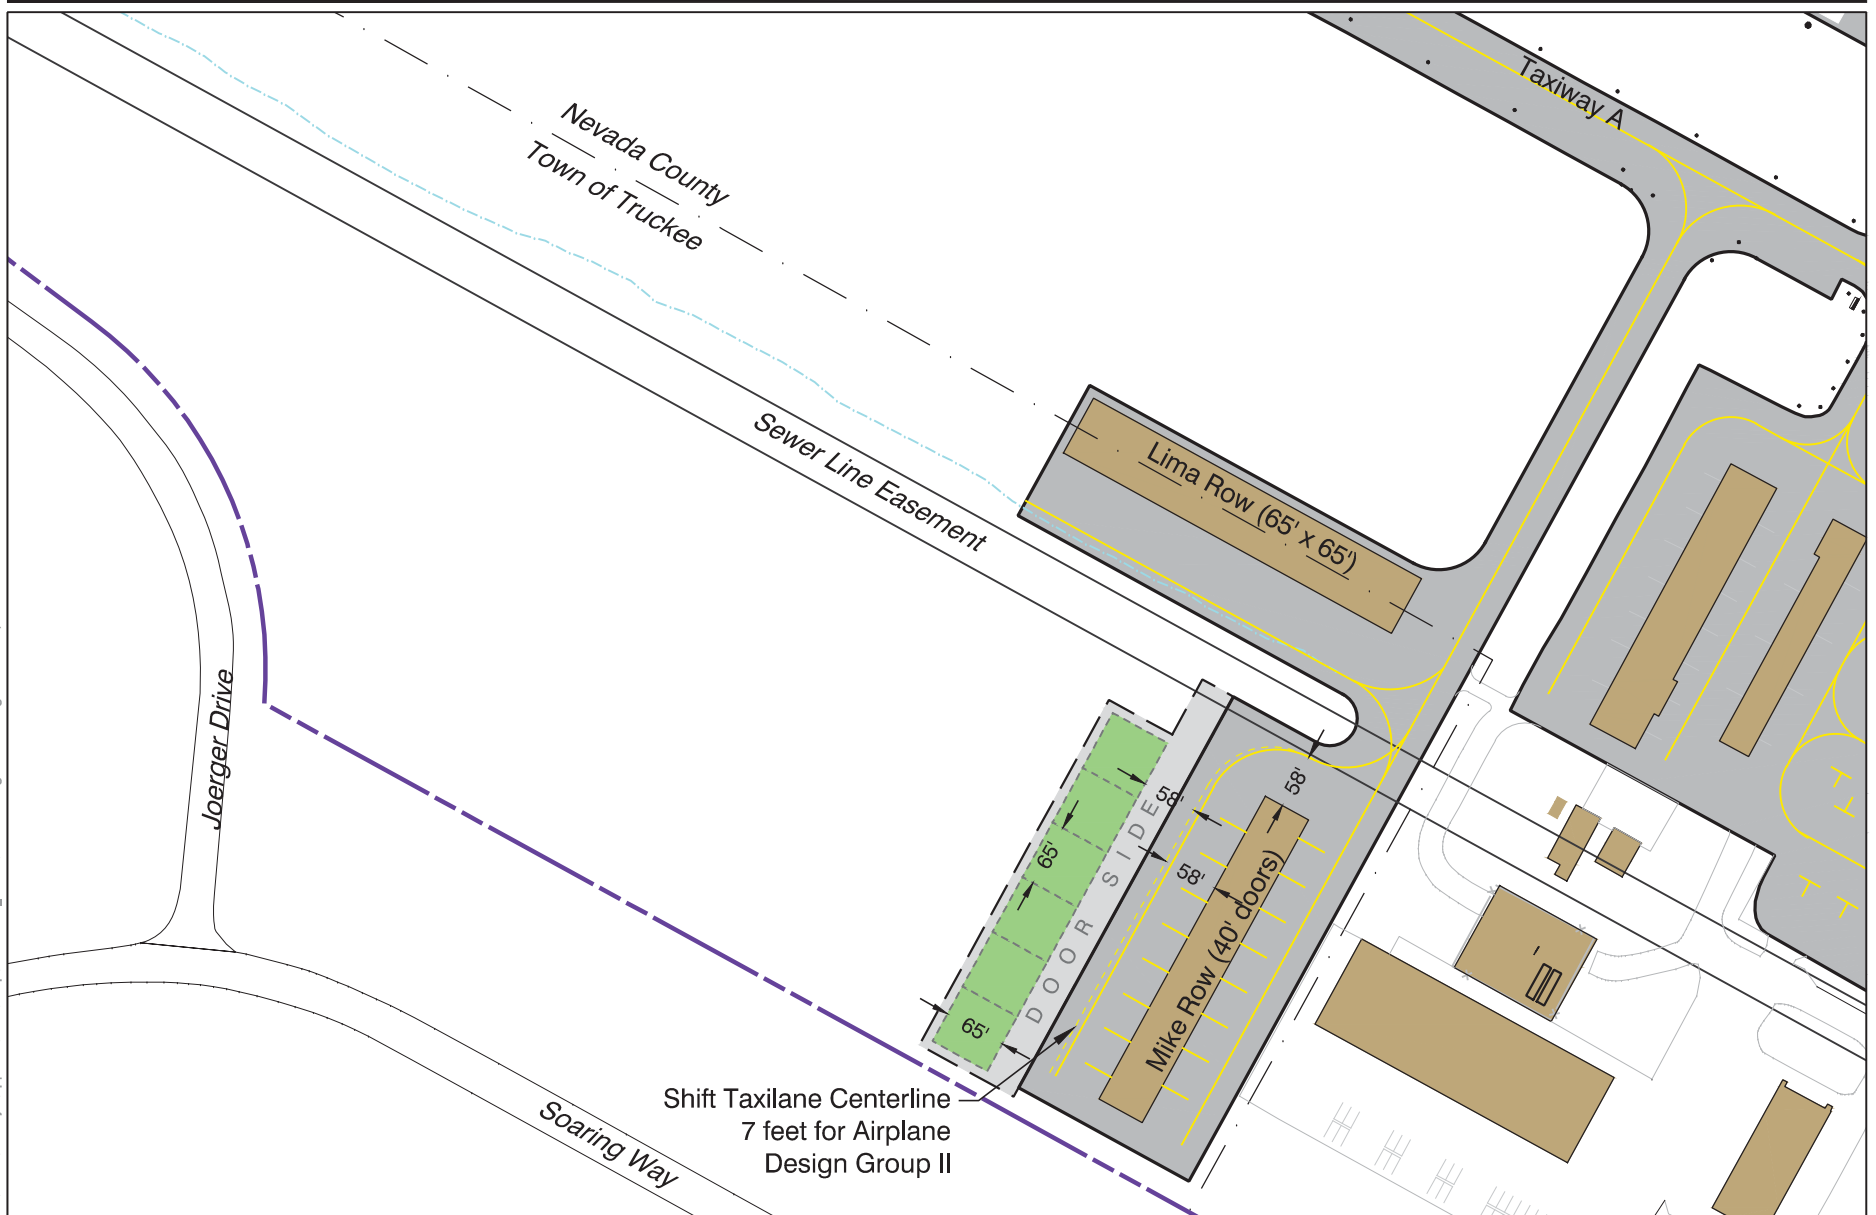 Taxiway A
Nevada County
Town of Truckee
Sewer Line Easement
Lima Row (65' x 65')
Joerger Drive
58'
58'
58'
65'
65'
DOOR SIDE
Mike Row (40' doors)
Shift Taxilane Centerline
7 feet for Airplane
Design Group II
Soaring Way